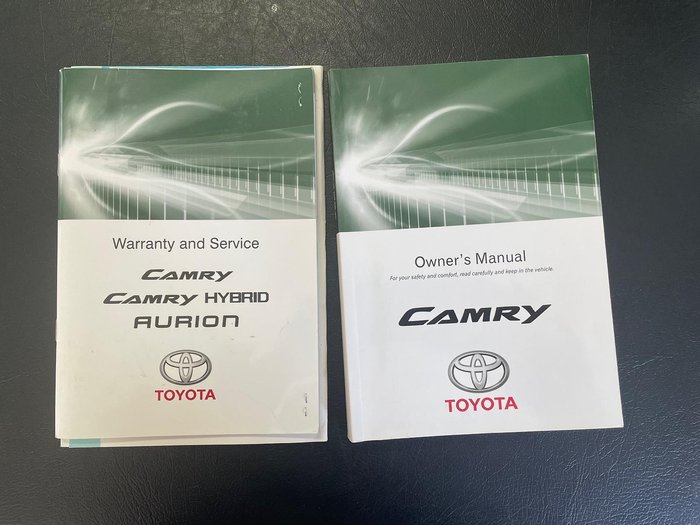 Warranty and Service
CAMRY
CAMRY HYBRID
AURION
TOYOTA
Owner's Manual
For your safety and comfort, read carefully and keep in the vehicle.
CAMRY
TOYOTA